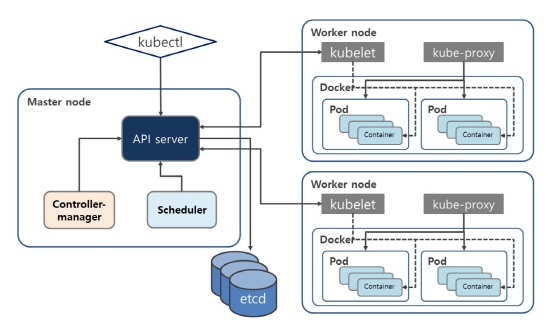 kubectl
Master node
API server
Controller-
manager
Scheduler
etcd
Worker node
kubelet
kube-proxy
Docker
Pod
Container
Pod
Container
Worker node
kubelet
kube-proxy
Docker
Pod
Container
Pod
Container